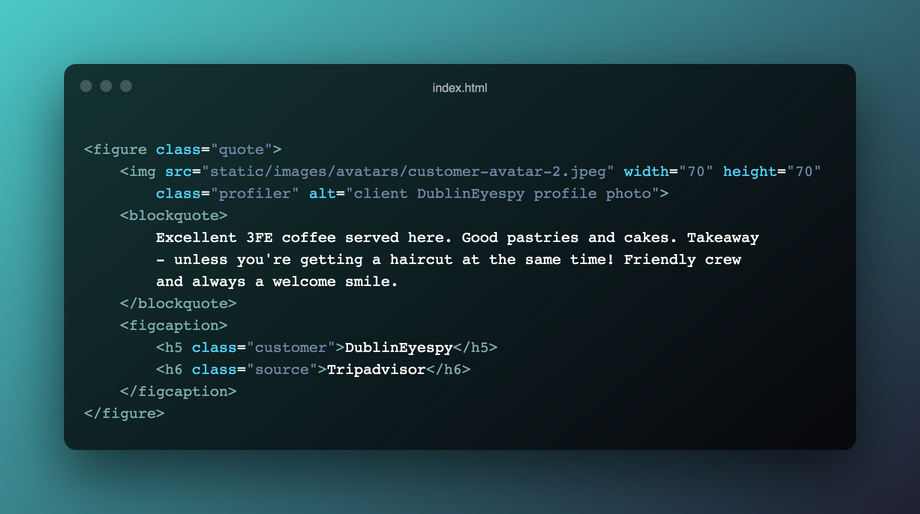 index.html
<figure class="quote">
    <img src="static/images/avatars/customer-avatar-2.jpeg" width="70" height="70"
        class="profiler" alt="client DublinEyespy profile photo">
    <blockquote>
        Excellent 3FE coffee served here. Good pastries and cakes. Takeaway
        – unless you're getting a haircut at the same time! Friendly crew
        and always a welcome smile.
    </blockquote>
    <figcaption>
        <h5 class="customer">DublinEyespy</h5>
        <h6 class="source">Tripadvisor</h6>
    </figcaption>
</figure>